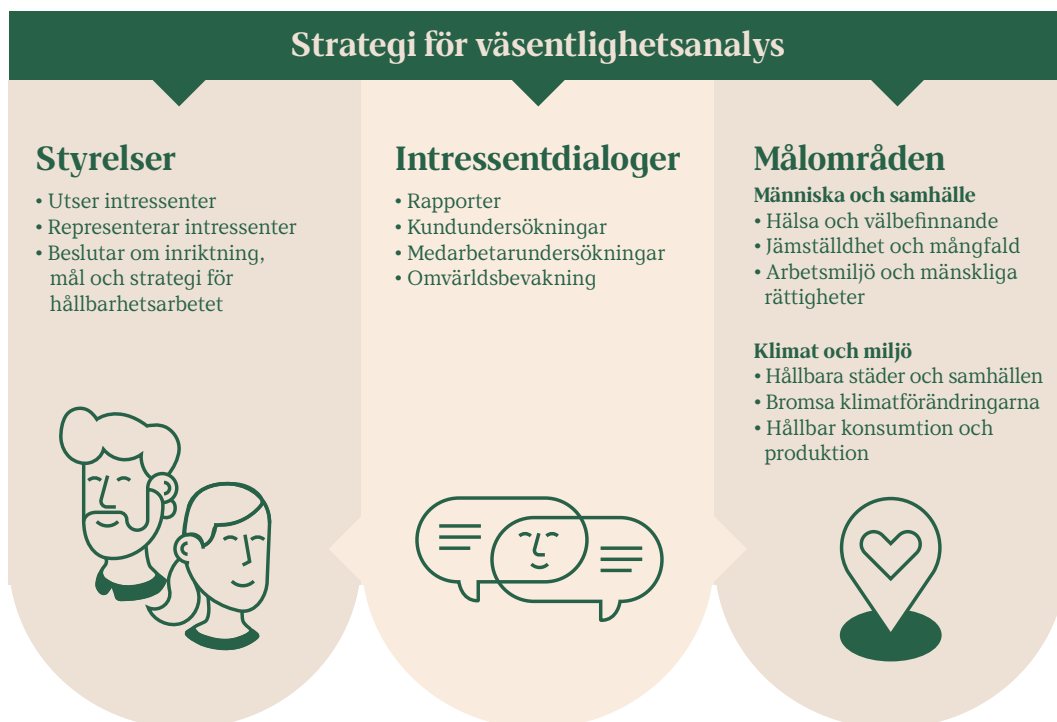 Strategi för väsentlighetsanalys
Styrelser
• Utser intressenter
• Representerar intressenter
• Beslutar om inriktning,
mål och strategi för
hållbarhetsarbetet
Intressentdialoger
• Rapporter
• Kundundersökningar
• Medarbetarundersökningar
• Omvärldsbevakning
Målområden
Människa och samhälle
• Hälsa och välbefinnande
• Jämställdhet och mångfald
• Arbetsmiljö och mänskliga
rättigheter
Klimat och miljö
• Hållbara städer och samhällen
• Bromsa klimatförändringarna
• Hållbar konsumtion och
produktion